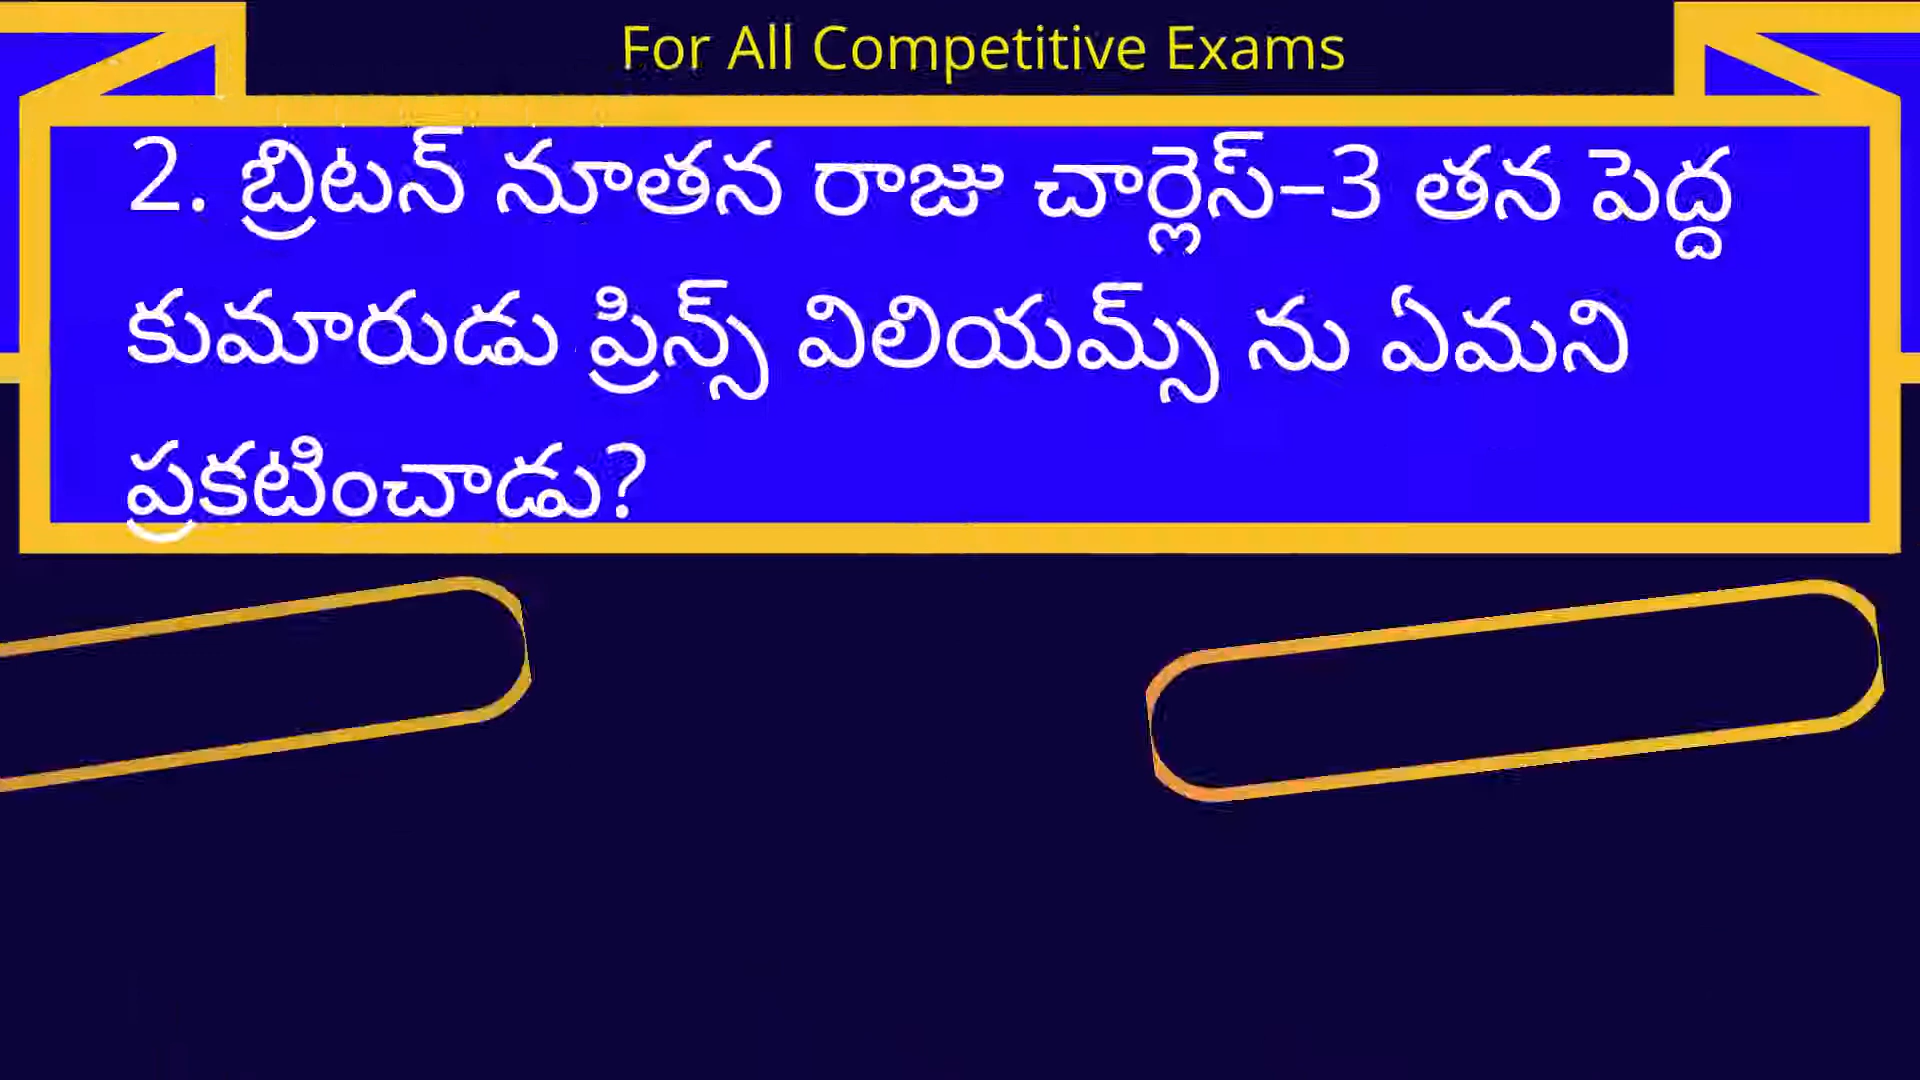 For All Competitive Exams
2. బ్రిటన్ నూతన రాజు చార్లెస్–3 తన పెద్ద
కుమారుడు ప్రిన్స్ విలియమ్స్ ను ఏమని
ప్రకటించాడు?